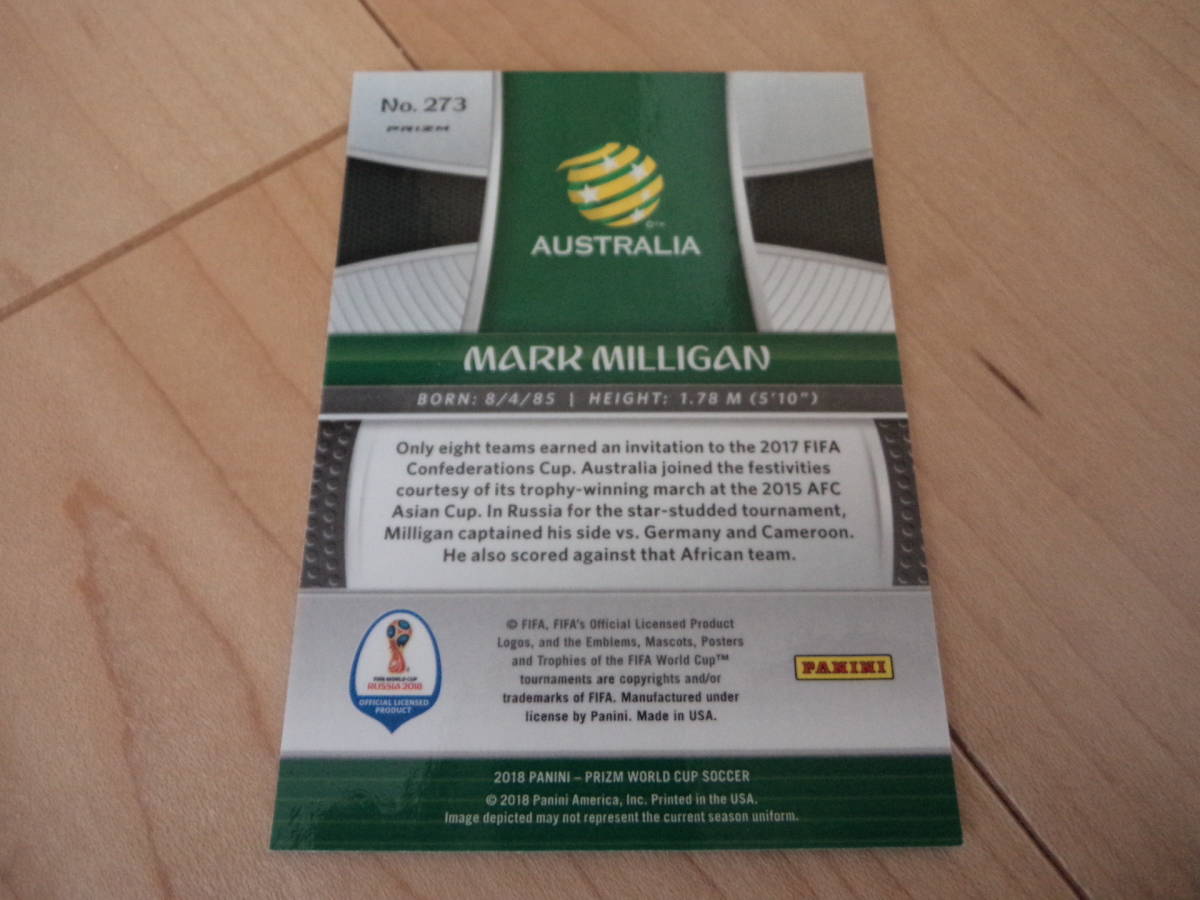 No. 273
PRIZM
AUSTRALIA
MARK MILLIGAN
BORN: 8/4/85 | HEIGHT: 1.78 M (5'10")
Only eight teams earned an invitation to the 2017 FIFA
Confederations Cup. Australia joined the festivities
courtesy of its trophy-winning march at the 2015 AFC
Asian Cup. In Russia for the star-studded tournament,
Milligan captained his side vs. Germany and Cameroon.
He also scored against that African team.
FIFA WORLD CUP
RUSSIA 2018
OFFICIAL LICENSED
PRODUCT
© FIFA, FIFA's Official Licensed Product
Logos, and the Emblems, Mascots, Posters
and Trophies of the FIFA World Cup™
tournaments are copyrights and/or
trademarks of FIFA. Manufactured under
license by Panini. Made in USA.
PANINI
2018 PANINI – PRIZM WORLD CUP SOCCER
© 2018 Panini America, Inc. Printed in the USA.
Image depicted may not represent the current season uniform.